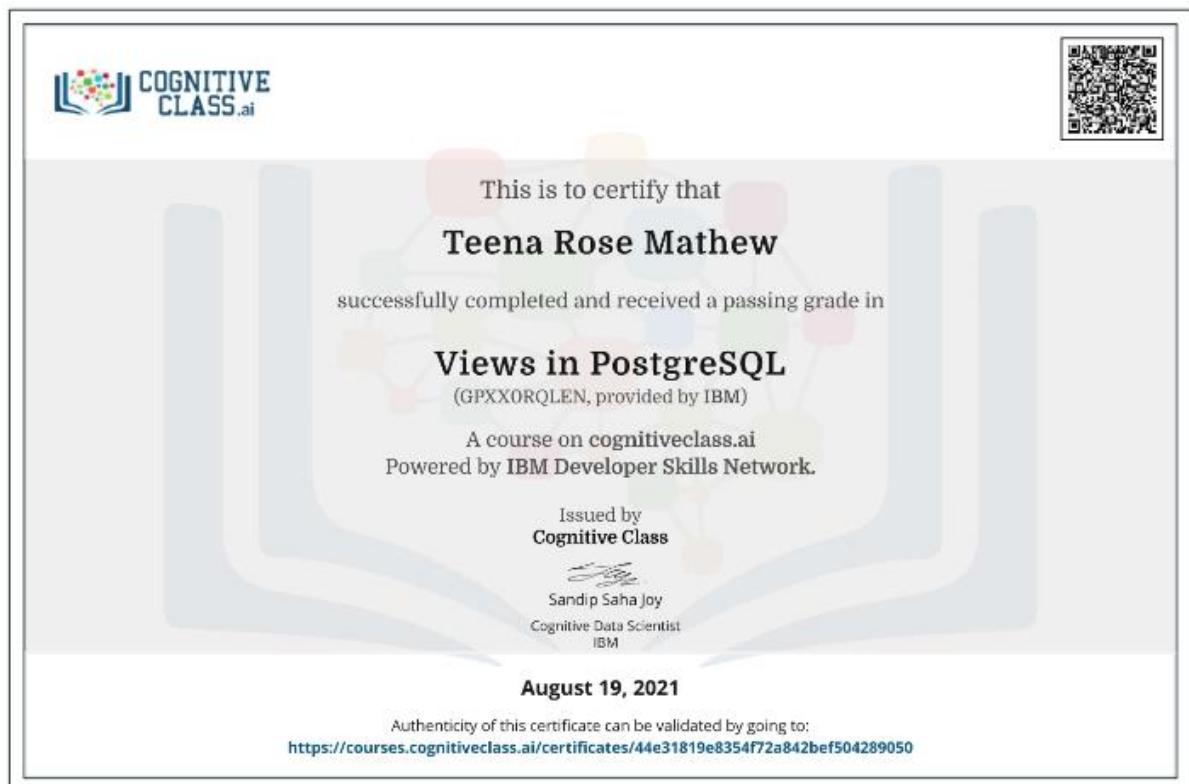 COGNITIVE
CLASS.ai
This is to certify that
Teena Rose Mathew
successfully completed and received a passing grade in
Views in PostgreSQL
(GPXX0RQLEN, provided by IBM)
A course on cognitiveclass.ai
Powered by IBM Developer Skills Network.
Issued by
Cognitive Class
Sandip Saha Joy
Cognitive Data Scientist
IBM
August 19, 2021
Authenticity of this certificate can be validated by going to:
https://courses.cognitiveclass.ai/certificates/44e31819e8354f72a842bef504289050